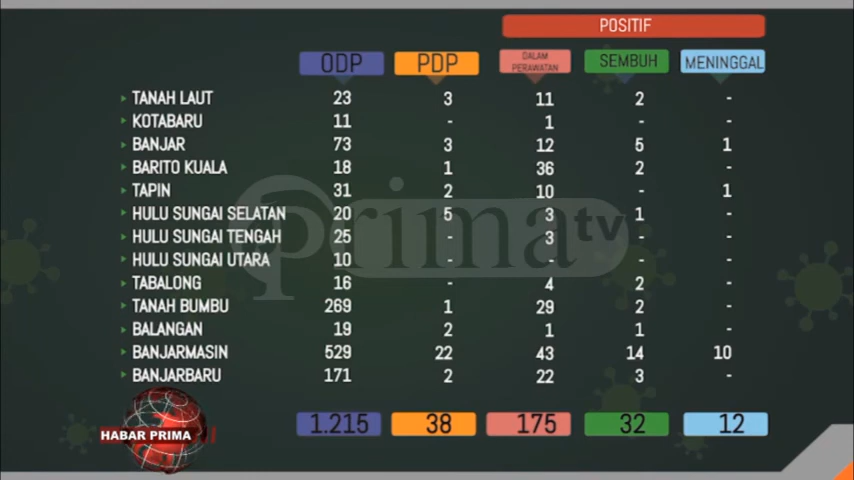 POSITIF
ODP PDP DALAM PERAWATAN SEMBUH MENINGGAL
TANAH LAUT 23 3 11 2 -
KOTABARU 11 - 1 - -
BANJAR 73 3 12 5 1
BARITO KUALA 18 1 36 2 -
TAPIN 31 2 10 - 1
HULU SUNGAI SELATAN 20 5 3 1 -
HULU SUNGAI TENGAH 25 - 3 - -
HULU SUNGAI UTARA 10 - - - -
TABALONG 16 - 4 2 -
TANAH BUMBU 269 1 29 2 -
BALANGAN 19 2 1 1 -
BANJARMASIN 529 22 43 14 10
BANJARBARU 171 2 22 3 -
1.215 38 175 32 12
prima tv
HABAR PRIMA